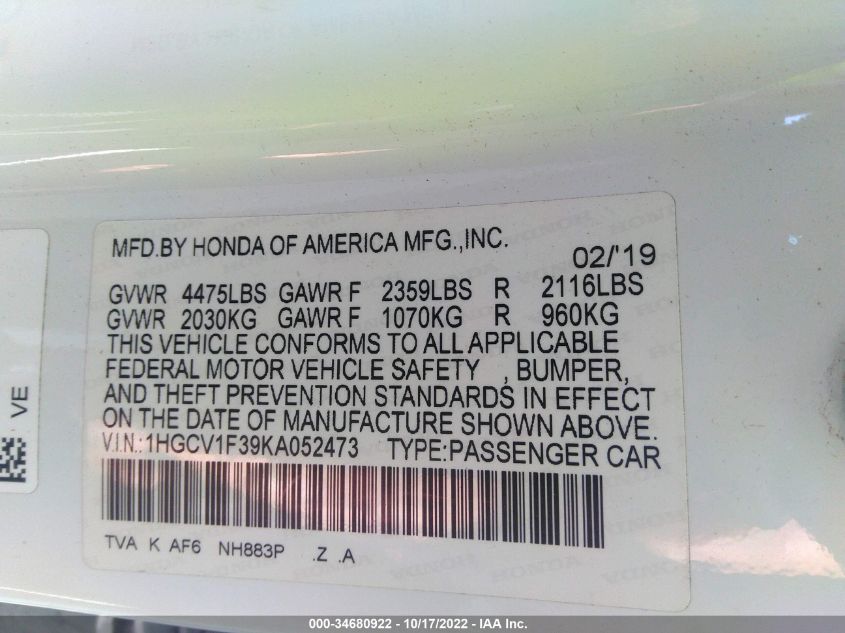 MFD.BY HONDA OF AMERICA MFG.,INC. 02/'19
GVWR 4475LBS GAWR F 2359LBS R 2116LBS
GVWR 2030KG GAWR F 1070KG R 960KG
THIS VEHICLE CONFORMS TO ALL APPLICABLE
FEDERAL MOTOR VEHICLE SAFETY , BUMPER,
AND THEFT PREVENTION STANDARDS IN EFFECT
ON THE DATE OF MANUFACTURE SHOWN ABOVE.
V.I.N.:1HGCV1F39KA052473 TYPE:PASSENGER CAR
TVA K AF6 NH883P .Z .A
VE
HONDA
000-34680922 - 10/17/2022 - IAA Inc.